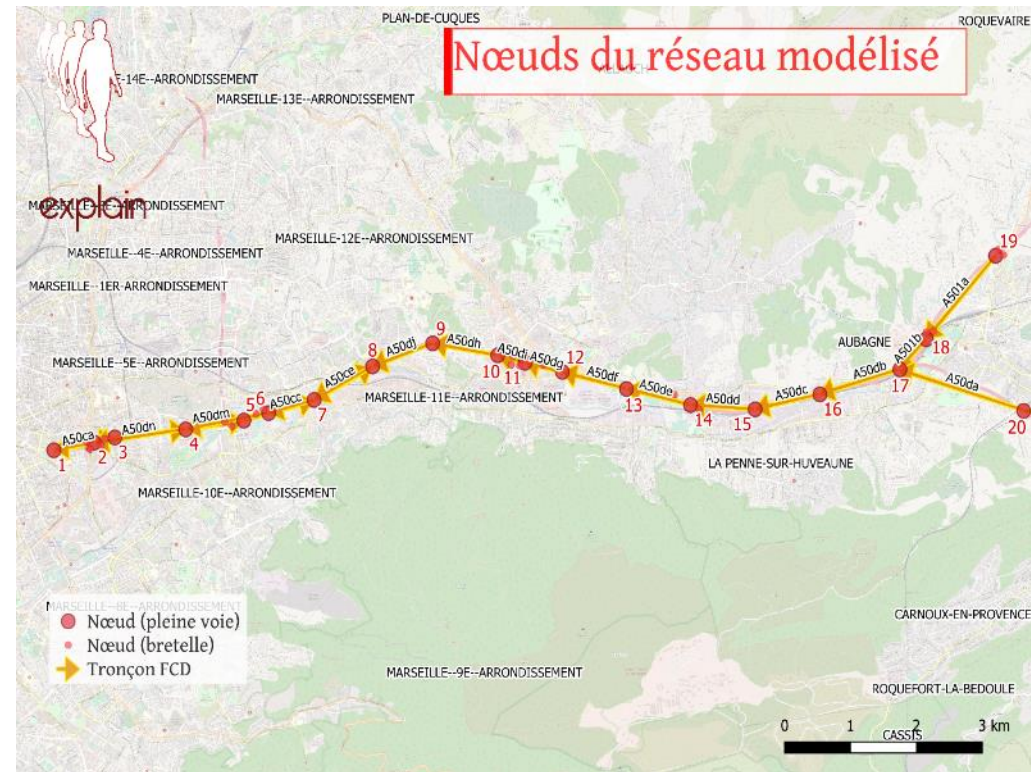 PLAN-DE-CUQUES
ROQUEVAIRE
Nœuds du réseau modélisé
E-14E--ARRONDISSEMENT
MARSEILLE-13E--ARRONDISSEMENT
explain
MARSEILLE-12E--ARRONDISSEMENT
MARSEILLE--4E--ARRONDISSEMENT
MARSEILLE--1ER-ARRONDISSEMENT
19
A501a
9
A50dj
A50dh
A50di
A50dg
12
AUBAGNE
A501b
18
MARSEILLE--5E--ARRONDISSEMENT
8
10
11
A50df
A50db
17
A50da
A50ce
MARSEILLE-11E--ARRONDISSEMENT
13
A50de
A50dc
16
A50ca
A50dn
A50dm
5
6
A50cc
7
14
A50dd
15
20
1
2
3
4
LA PENNE-SUR-HUVEAUNE
MARSEILLE-10E--ARRONDISSEMENT
MARSEILLE--8E--ARRONDISSEMENT
Nœud (pleine voie)
Nœud (bretelle)
Tronçon FCD
CARNOUX-EN-PROVENCE
MARSEILLE--9E--ARRONDISSEMENT
ROQUEFORT-LA-BEDOULE
0 1 2 3 km
CASSIS